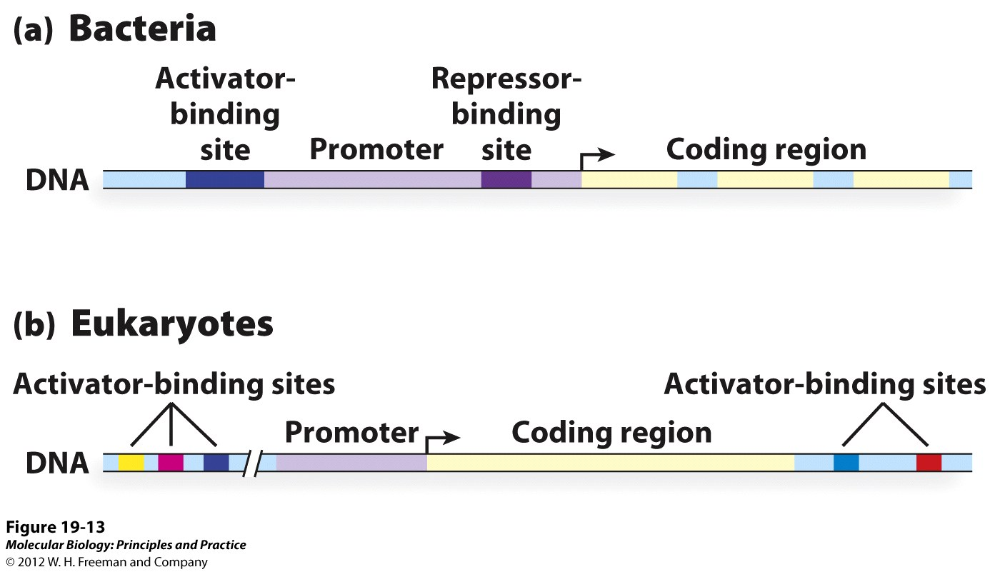 (a) Bacteria
Activator-
binding
site
Promoter
Repressor-
binding
site
Coding region
DNA
(b) Eukaryotes
Activator-binding sites
Activator-binding sites
Promoter
Coding region
DNA
Figure 19-13
Molecular Biology: Principles and Practice
© 2012 W. H. Freeman and Company